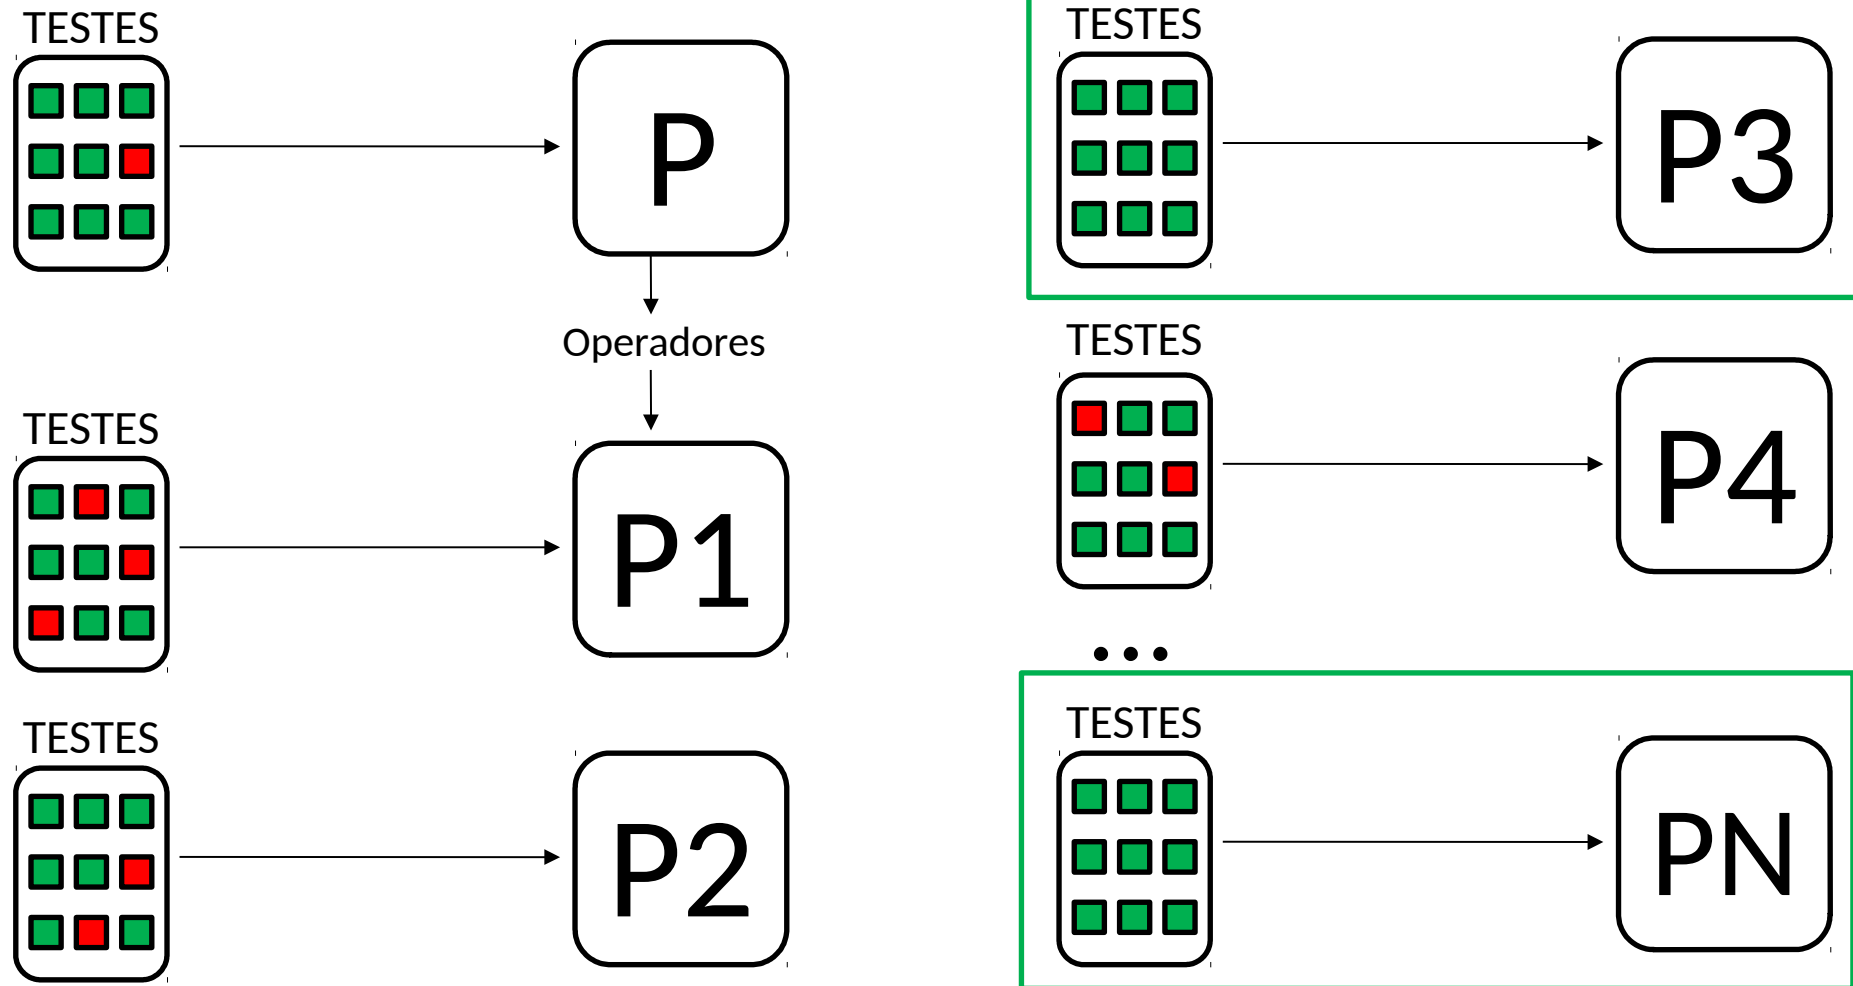 TESTES
P
Operadores
TESTES
P1
TESTES
P2
TESTES
P3
TESTES
P4
...
TESTES
PN